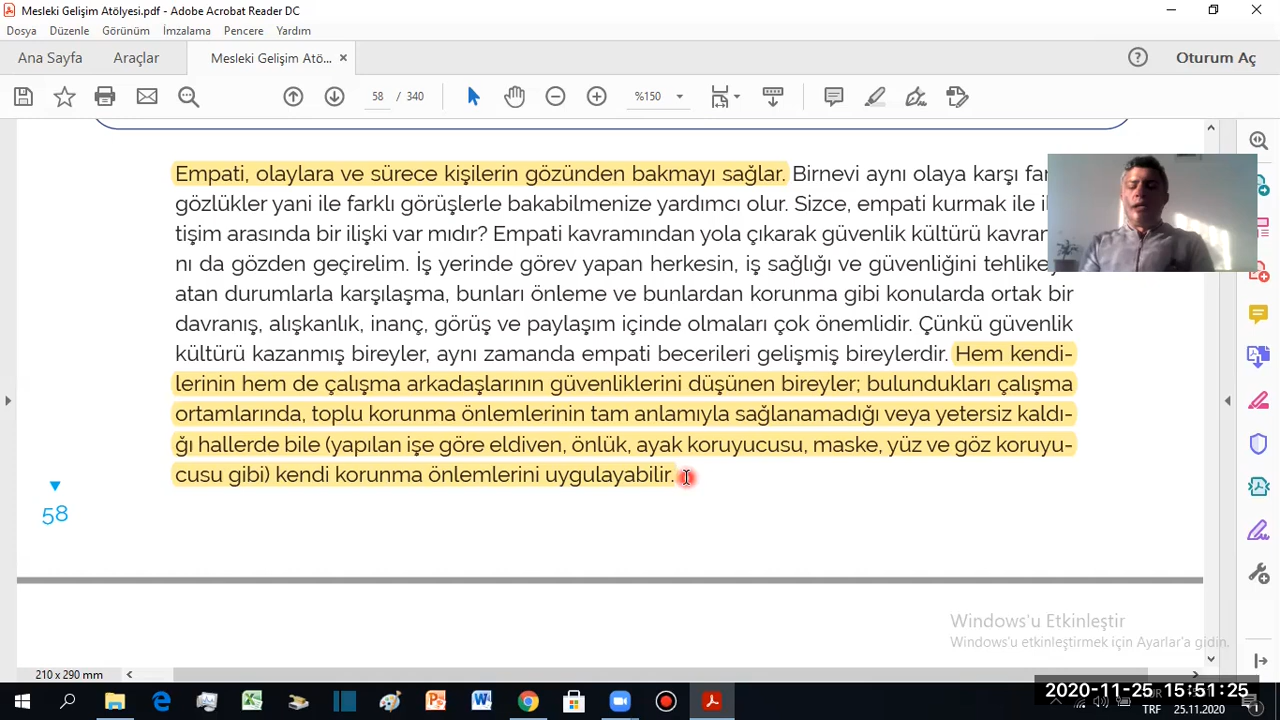 Mesleki Gelişim Atölyesi.pdf - Adobe Acrobat Reader DC
Dosya Düzenle Görünüm İmzalama Pencere Yardım
Ana Sayfa Araçlar Mesleki Gelişim Atö... Oturum Aç
58 / 340 %150
Empati, olaylara ve sürece kişilerin gözünden bakmayı sağlar. Birnevi aynı olaya karşı
gözlükler yani ile farklı görüşlerle bakabilmenize yardımcı olur. Sizce, empati kurmak ile
tişim arasında bir ilişki var mıdır? Empati kavramından yola çıkarak güvenlik kültürü
nı da gözden geçirelim. İş yerinde görev yapan herkesin, iş sağlığı ve güvenliğini
atan durumlarla karşılaşma, bunları önleme ve bunlardan korunma gibi konularda ortak bir
davranış, alışkanlık, inanç, görüş ve paylaşım içinde olmaları çok önemlidir. Çünkü güvenlik
kültürü kazanmış bireyler, aynı zamanda empati becerileri gelişmiş bireylerdir. Hem kendi-
lerinin hem de çalışma arkadaşlarının güvenliklerini düşünen bireyler; bulundukları çalışma
ortamlarında, toplu korunma önlemlerinin tam anlamıyla sağlanamadığı veya yetersiz kaldı-
ğı hallerde bile (yapılan işe göre eldiven, önlük, ayak koruyucusu, maske, yüz ve göz koruyu-
cusu gibi) kendi korunma önlemlerini uygulayabilir.
58
Windows'u Etkinleştir
Windows'u etkinleştirmek için Ayarlar'a gidin.
210 x 290 mm
2020-11-25 15:51:25
TRF 25.11.2020